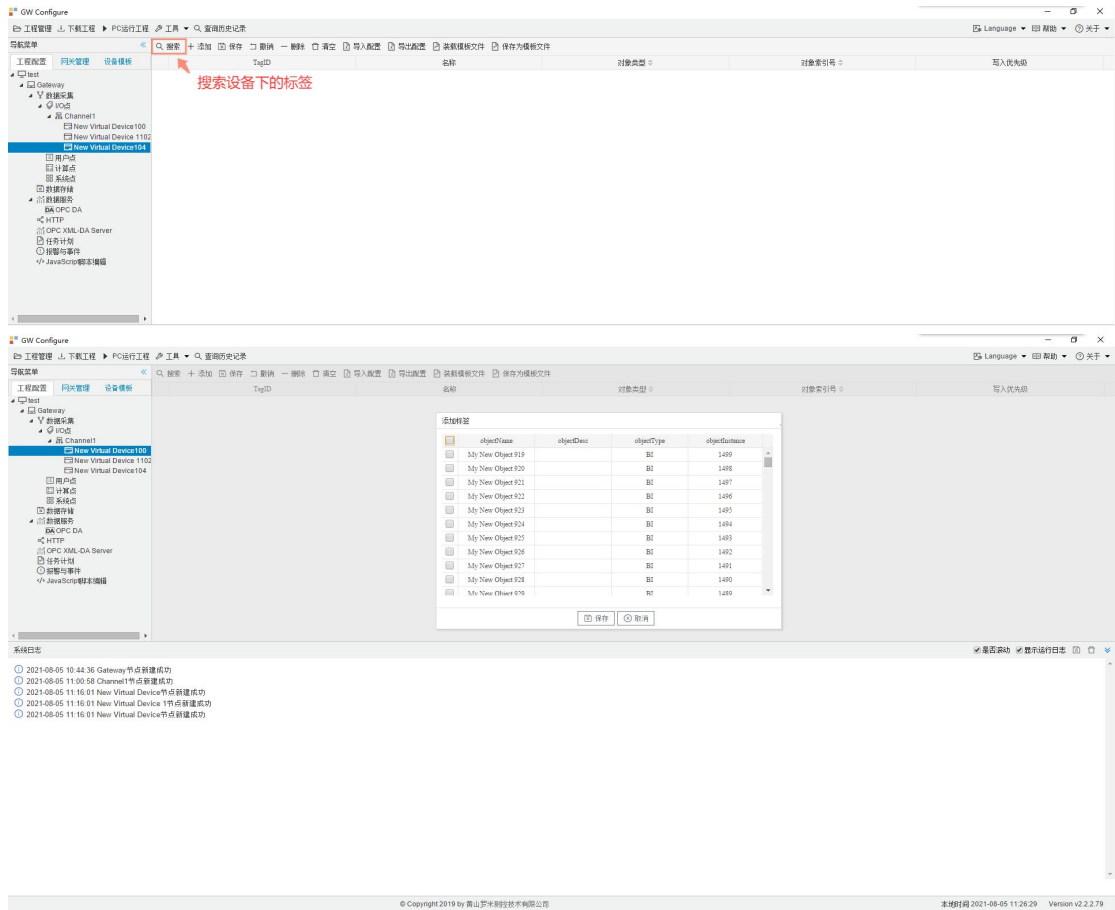 GW Configure
工程管理 下载工程 PC运行工程 工具 查询历史记录 Language 帮助 关于
导航菜单 搜索 添加 保存 撤销 删除 清空 导入配置 导出配置 装载模板文件 保存为模板文件
工程配置 网关管理 设备模板 TagID 名称 对象类型 对象索引号 写入优先级
搜索设备下的标签
test
Gateway
数据采集
I/O点
Channel1
New Virtual Device100
New Virtual Device 1102
New Virtual Device104
用户点
计算点
系统点
数据存储
数据服务
DA OPC DA
HTTP
OPC XML-DA Server
任务计划
报警与事件
JavaScript脚本编辑
GW Configure
工程管理 下载工程 PC运行工程 工具 查询历史记录 Language 帮助 关于
导航菜单 搜索 添加 保存 撤销 删除 清空 导入配置 导出配置 装载模板文件 保存为模板文件
工程配置 网关管理 设备模板 TagID 名称 对象类型 对象索引号 写入优先级
test
Gateway
数据采集
I/O点
Channel1
New Virtual Device100
New Virtual Device 1102
New Virtual Device104
用户点
计算点
系统点
数据存储
数据服务
DA OPC DA
HTTP
OPC XML-DA Server
任务计划
报警与事件
JavaScript脚本编辑
添加标签
objectName objectDesc objectType objectInstance
My New Object 919 BI 1499
My New Object 920 BI 1498
My New Object 921 BI 1497
My New Object 922 BI 1496
My New Object 923 BI 1495
My New Object 924 BI 1494
My New Object 925 BI 1493
My New Object 926 BI 1492
My New Object 927 BI 1491
My New Object 928 BI 1490
My New Object 929 BI 1489
保存 取消
系统日志 是否滚动 显示运行日志
2021-08-05 10:44:36 Gateway节点新建成功
2021-08-05 11:00:58 Channel1节点新建成功
2021-08-05 11:16:01 New Virtual Device节点新建成功
2021-08-05 11:16:01 New Virtual Device 1节点新建成功
2021-08-05 11:16:01 New Virtual Device节点新建成功
© Copyright 2019 by 黄山罗米测控技术有限公司 本地时间 2021-08-05 11:26:29 Version v2.2.2.79